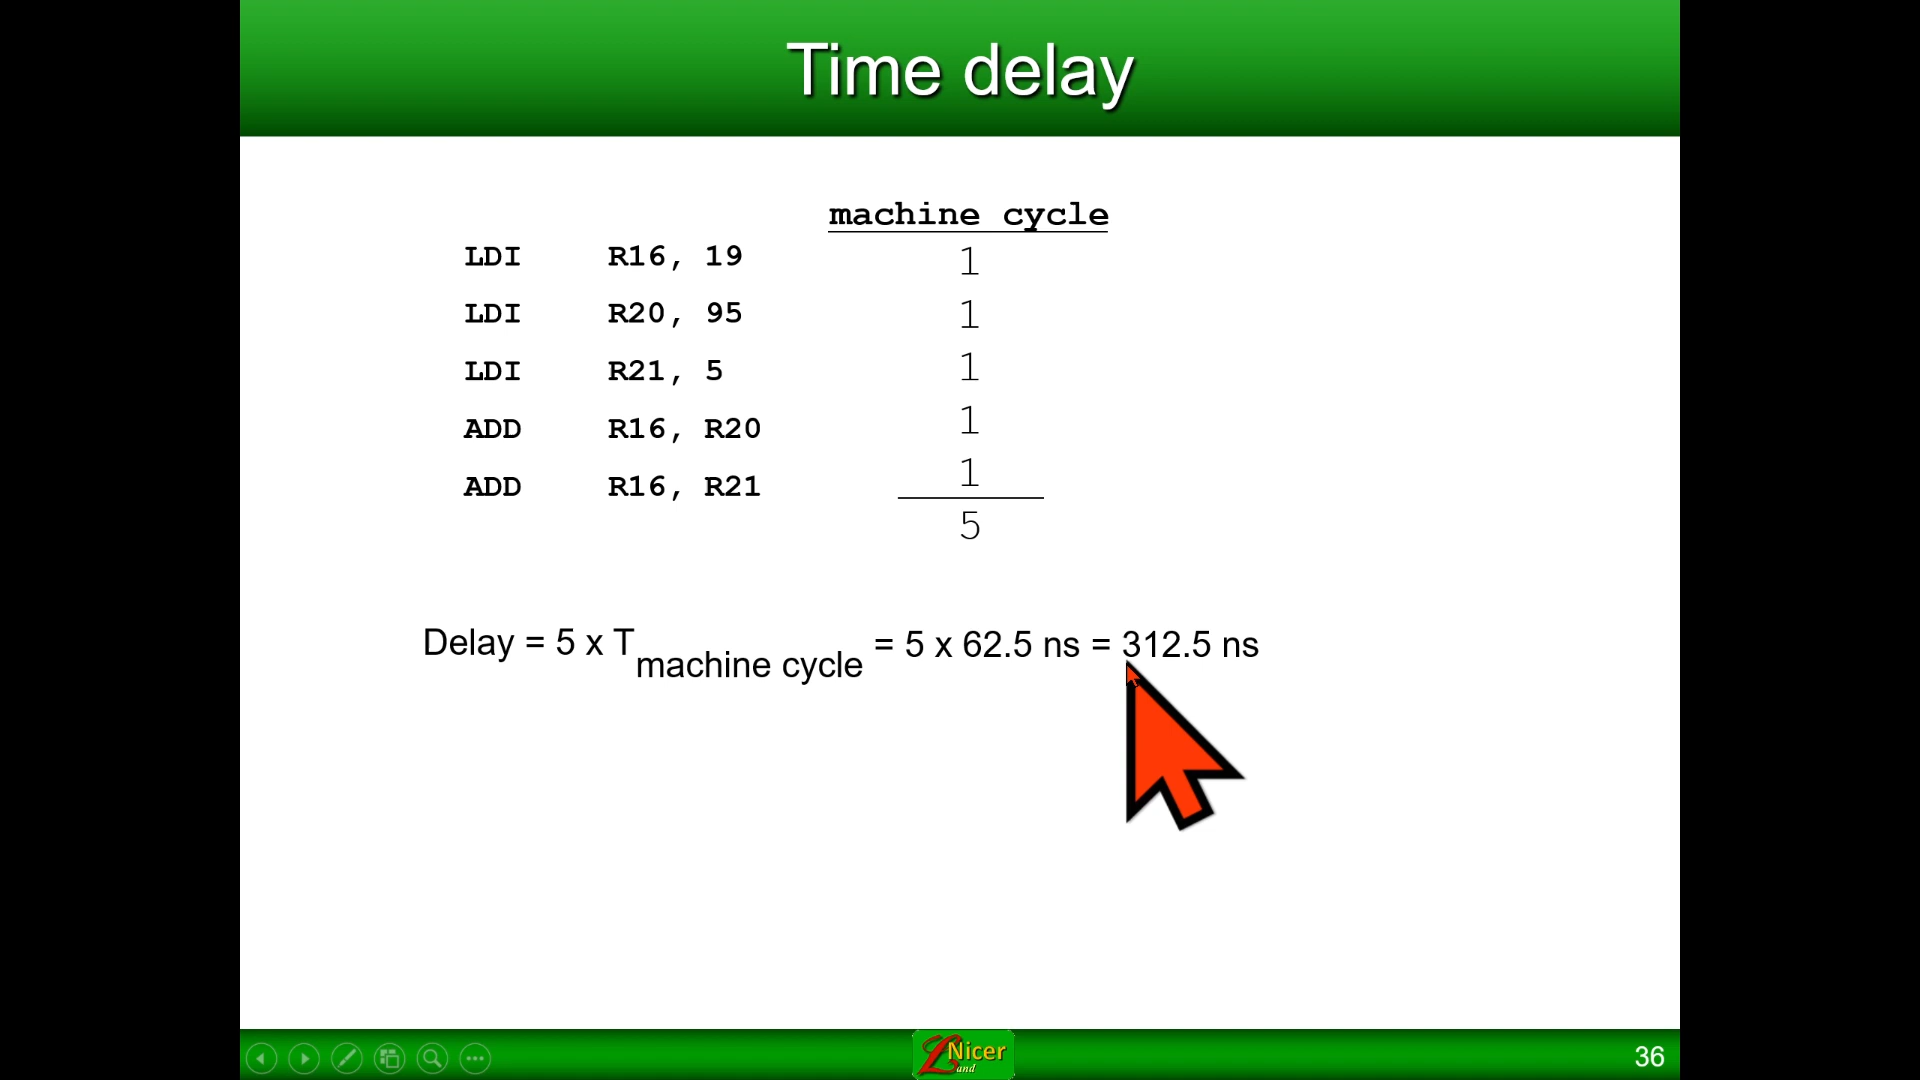 Time delay
machine cycle
LDI R16, 19 1
LDI R20, 95 1
LDI R21, 5 1
ADD R16, R20 1
ADD R16, R21 1
5
Delay = 5 x T machine cycle = 5 x 62.5 ns = 312.5 ns
Nicer
Land
36